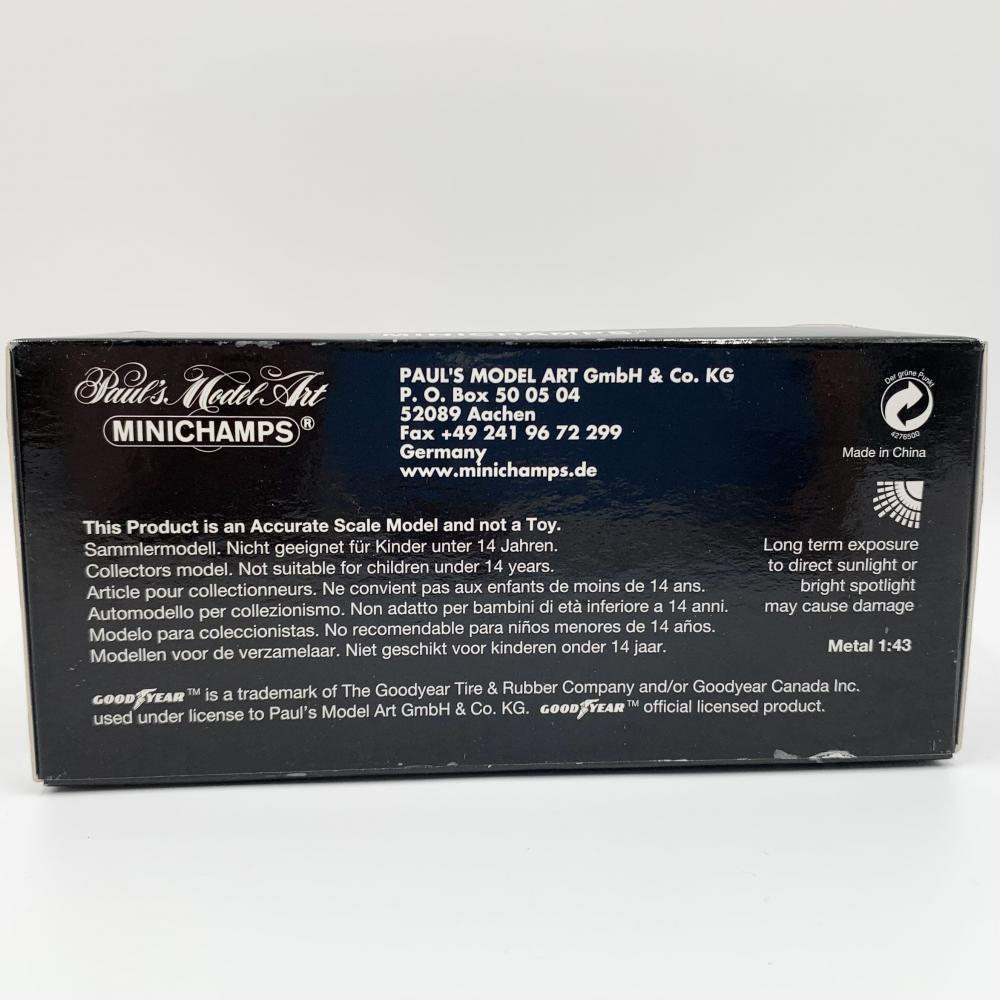 MINICHAMPS
Paul's Model Art
MINICHAMPS®
PAUL'S MODEL ART GmbH & Co. KG
P. O. Box 50 05 04
52089 Aachen
Fax +49 241 96 72 299
Germany
www.minichamps.de
Der grüne Punkt
4276500
Made in China
This Product is an Accurate Scale Model and not a Toy.
Sammlermodell. Nicht geeignet für Kinder unter 14 Jahren.
Collectors model. Not suitable for children under 14 years.
Article pour collectionneurs. Ne convient pas aux enfants de moins de 14 ans.
Automodello per collezionismo. Non adatto per bambini di età inferiore a 14 anni.
Modelo para coleccionistas. No recomendable para niños menores de 14 años.
Modellen voor de verzamelaar. Niet geschikt voor kinderen onder 14 jaar.
Long term exposure
to direct sunlight or
bright spotlight
may cause damage
Metal 1:43
GOODYEAR™ is a trademark of The Goodyear Tire & Rubber Company and/or Goodyear Canada Inc.
used under license to Paul's Model Art GmbH & Co. KG. GOODYEAR™ official licensed product.